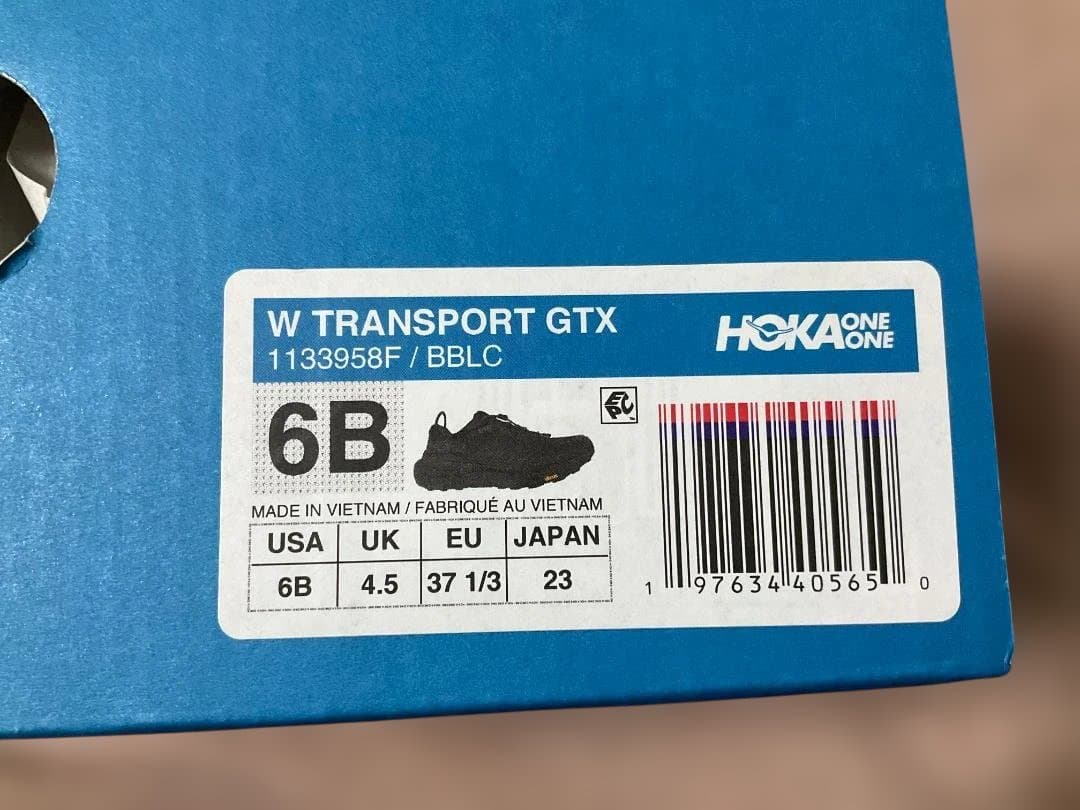 W TRANSPORT GTX
1133958F / BBLC
HOKA ONE ONE
6B
EPC
MADE IN VIETNAM / FABRIQUÉ AU VIETNAM
USA UK EU JAPAN
6B 4.5 37 1/3 23
1 97634 40565 0